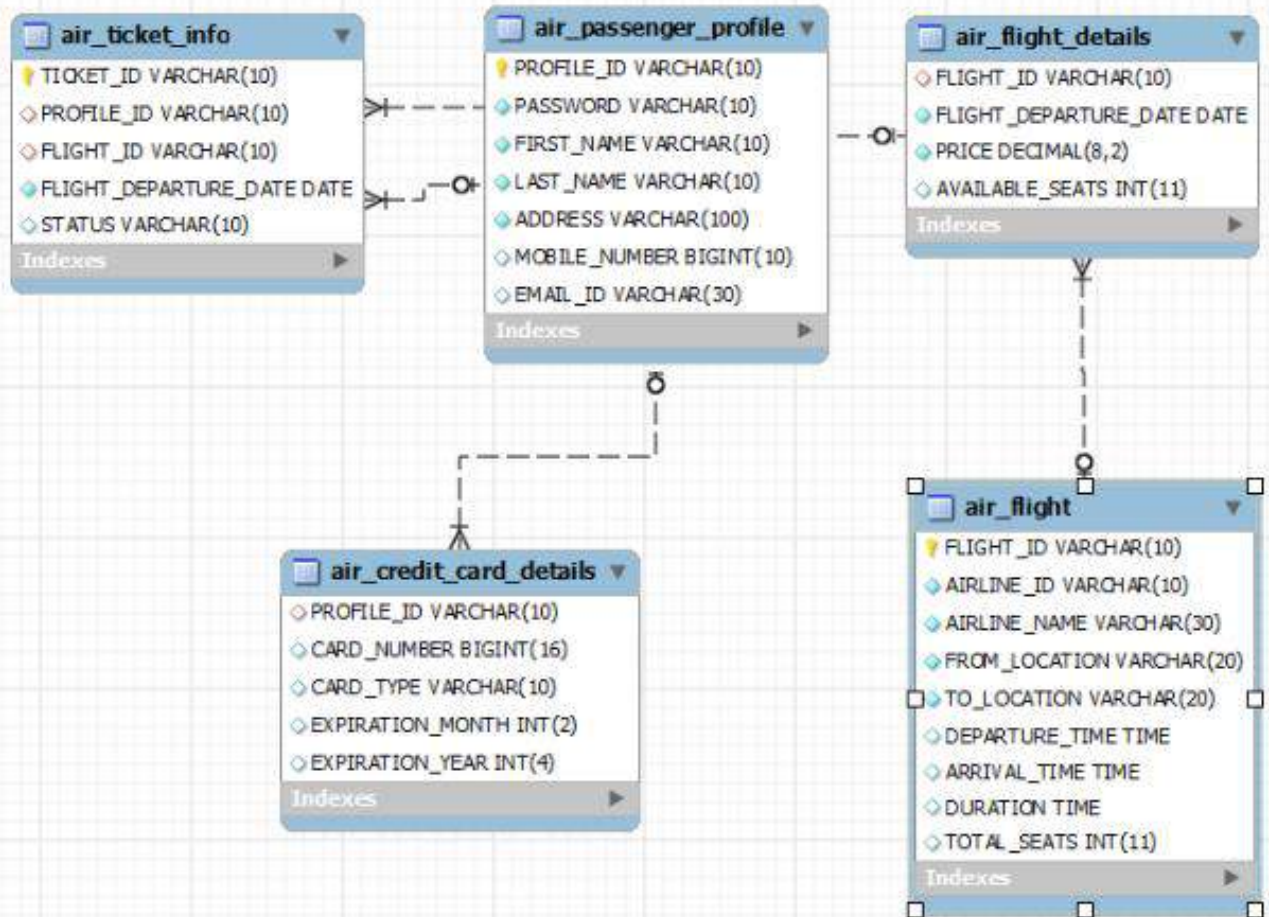 air_ticket_info
TICKET_ID VARCHAR(10)
PROFILE_ID VARCHAR(10)
FLIGHT_ID VARCHAR(10)
FLIGHT_DEPARTURE_DATE DATE
STATUS VARCHAR(10)
Indexes
air_passenger_profile
PROFILE_ID VARCHAR(10)
PASSWORD VARCHAR(10)
FIRST_NAME VARCHAR(10)
LAST_NAME VARCHAR(10)
ADDRESS VARCHAR(100)
MOBILE_NUMBER BIGINT(10)
EMAIL_ID VARCHAR(30)
Indexes
air_flight_details
FLIGHT_ID VARCHAR(10)
FLIGHT_DEPARTURE_DATE DATE
PRICE DECIMAL(8,2)
AVAILABLE_SEATS INT(11)
Indexes
air_credit_card_details
PROFILE_ID VARCHAR(10)
CARD_NUMBER BIGINT(16)
CARD_TYPE VARCHAR(10)
EXPIRATION_MONTH INT(2)
EXPIRATION_YEAR INT(4)
Indexes
air_flight
FLIGHT_ID VARCHAR(10)
AIRLINE_ID VARCHAR(10)
AIRLINE_NAME VARCHAR(30)
FROM_LOCATION VARCHAR(20)
TO_LOCATION VARCHAR(20)
DEPARTURE_TIME TIME
ARRIVAL_TIME TIME
DURATION TIME
TOTAL_SEATS INT(11)
Indexes